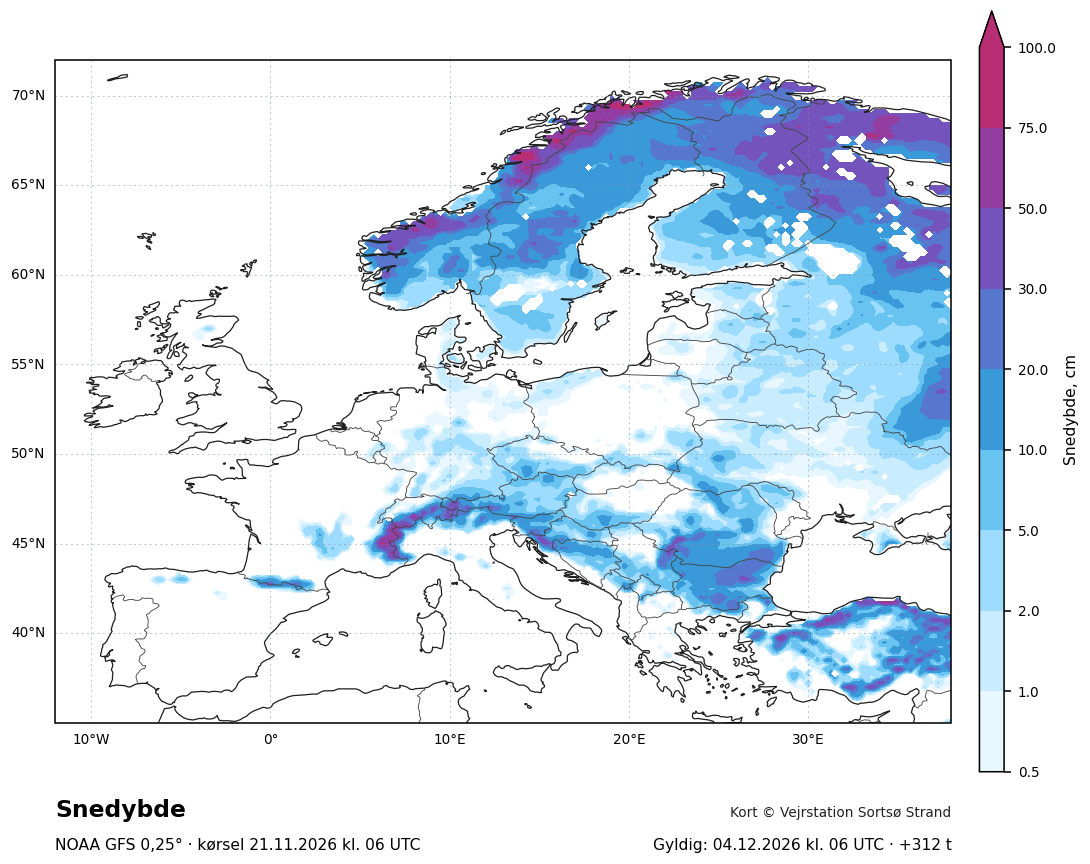 100.0
75.0
50.0
30.0
20.0
10.0
5.0
2.0
1.0
0.5
Snedybde, cm
70°N
65°N
60°N
55°N
50°N
45°N
40°N
10°W 0° 10°E 20°E 30°E
Snedybde
Kort © Vejrstation Sortsø Strand
NOAA GFS 0,25° · kørsel 21.11.2026 kl. 06 UTC
Gyldig: 04.12.2026 kl. 06 UTC · +312 t